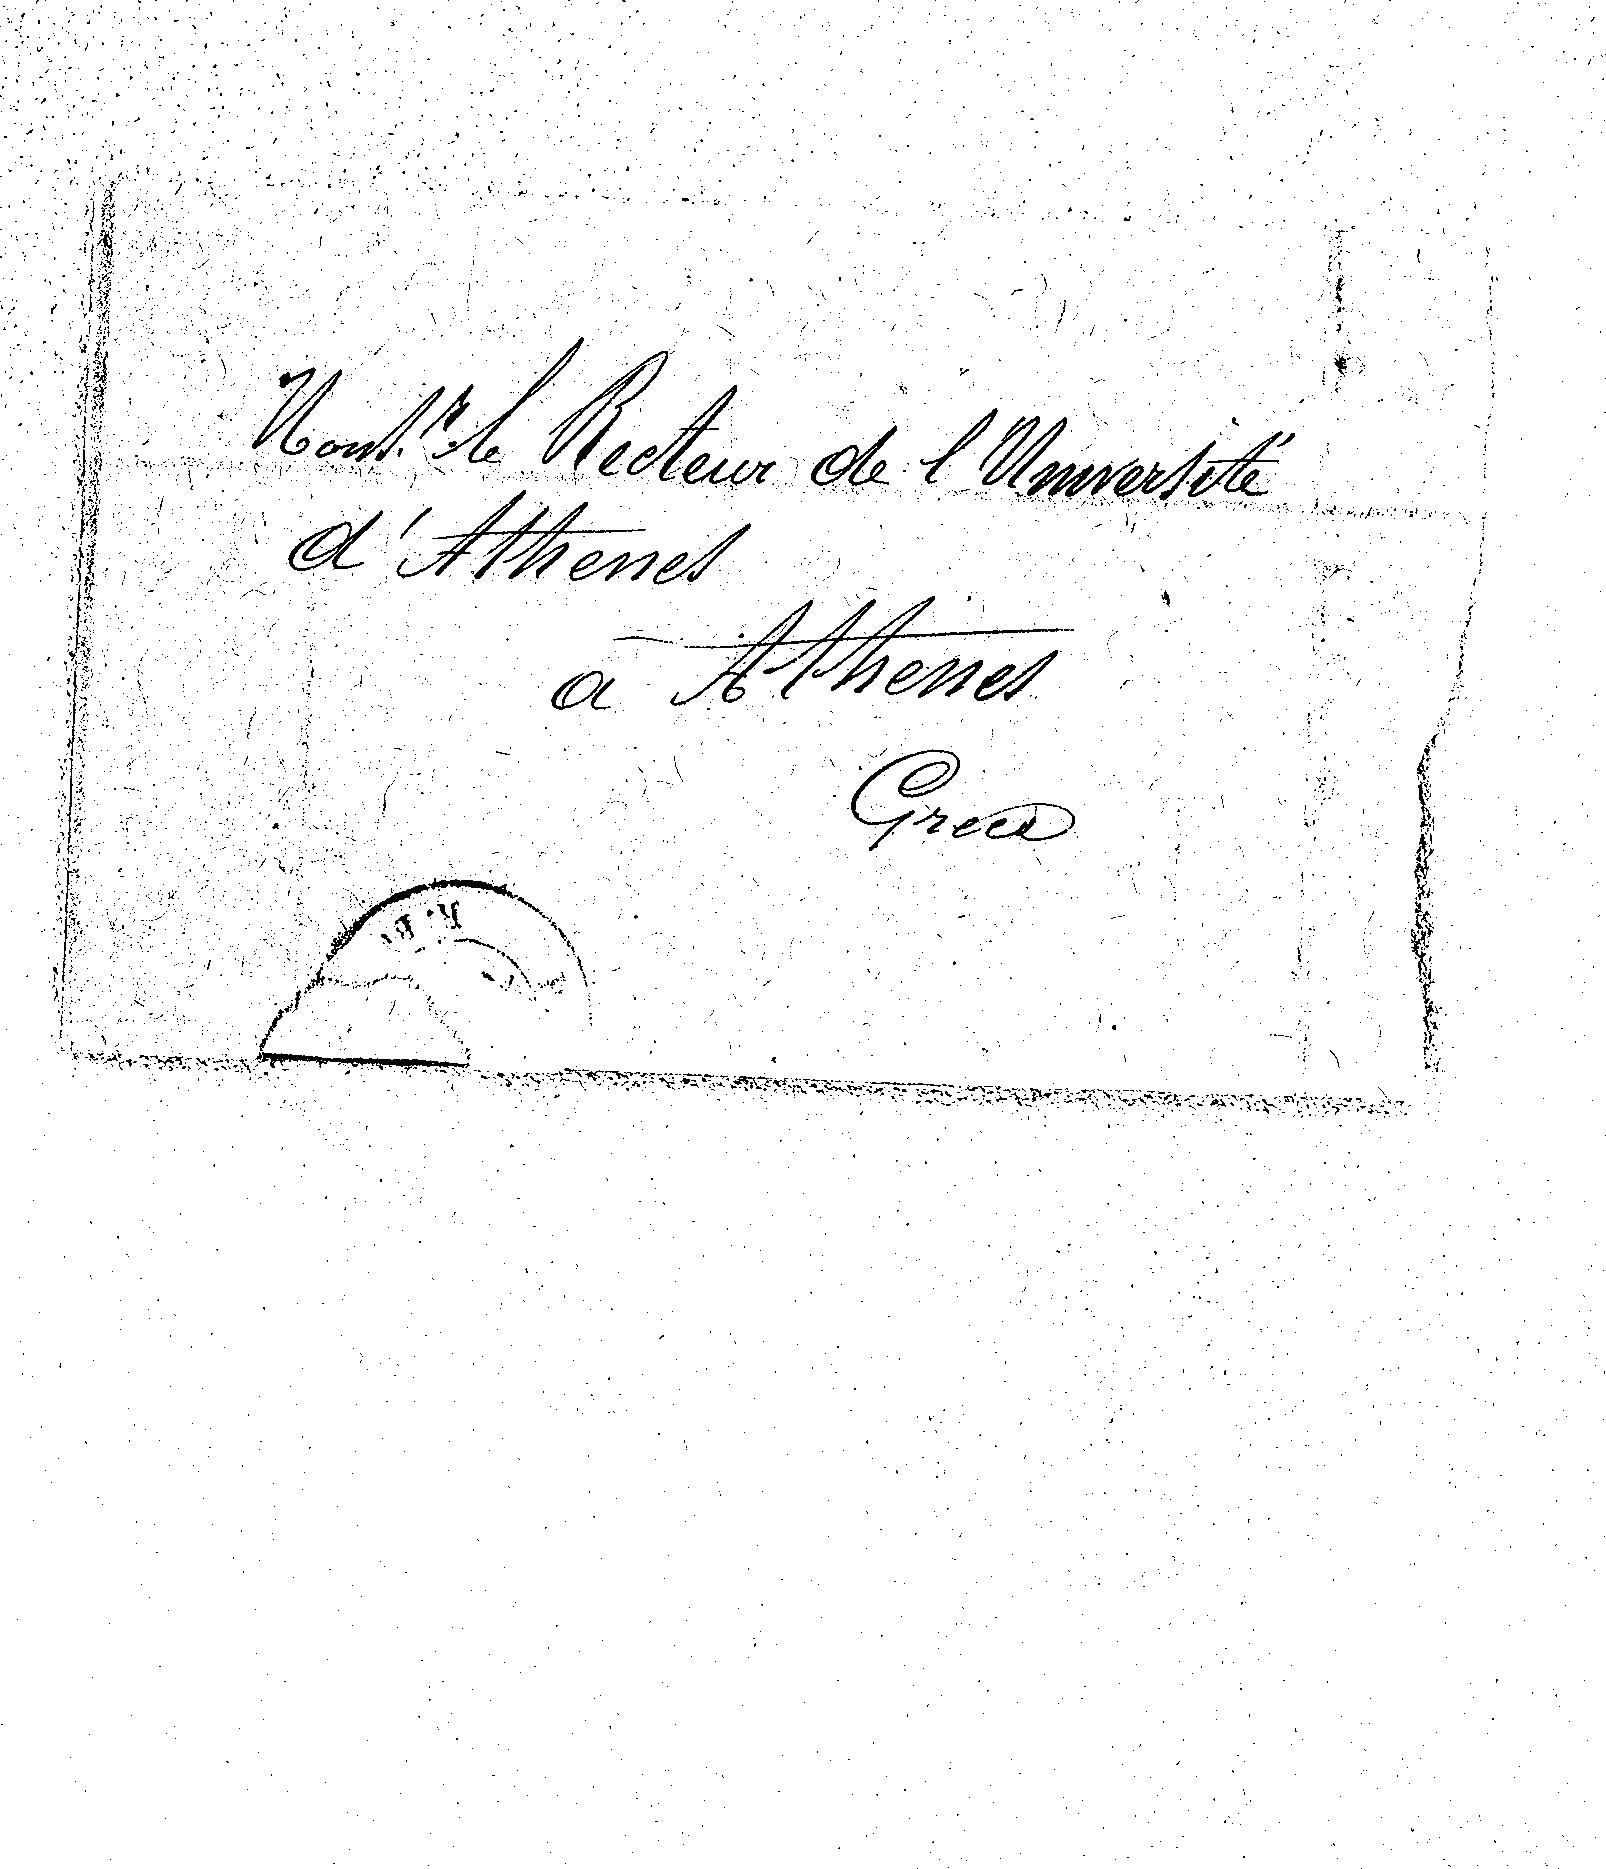 Mons.r le Recteur de l'Université
d'Athenes
a Athenes
Grece